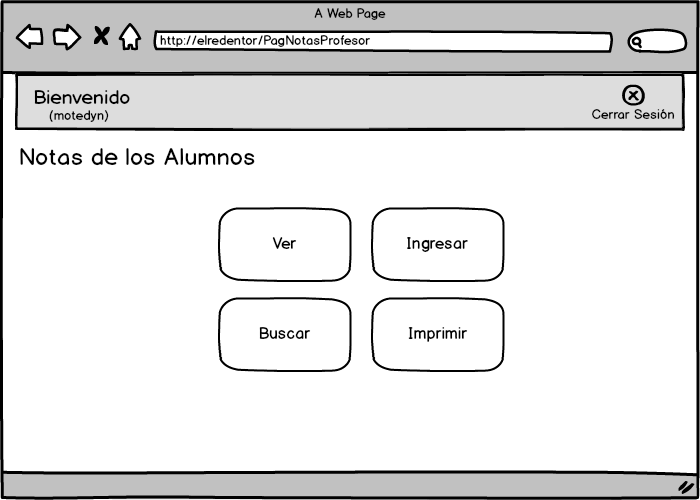 A Web Page
http://elredentor/PagNotasProfesor
Bienvenido
(motedyn)
Cerrar Sesión
Notas de los Alumnos
Ver
Ingresar
Buscar
Imprimir